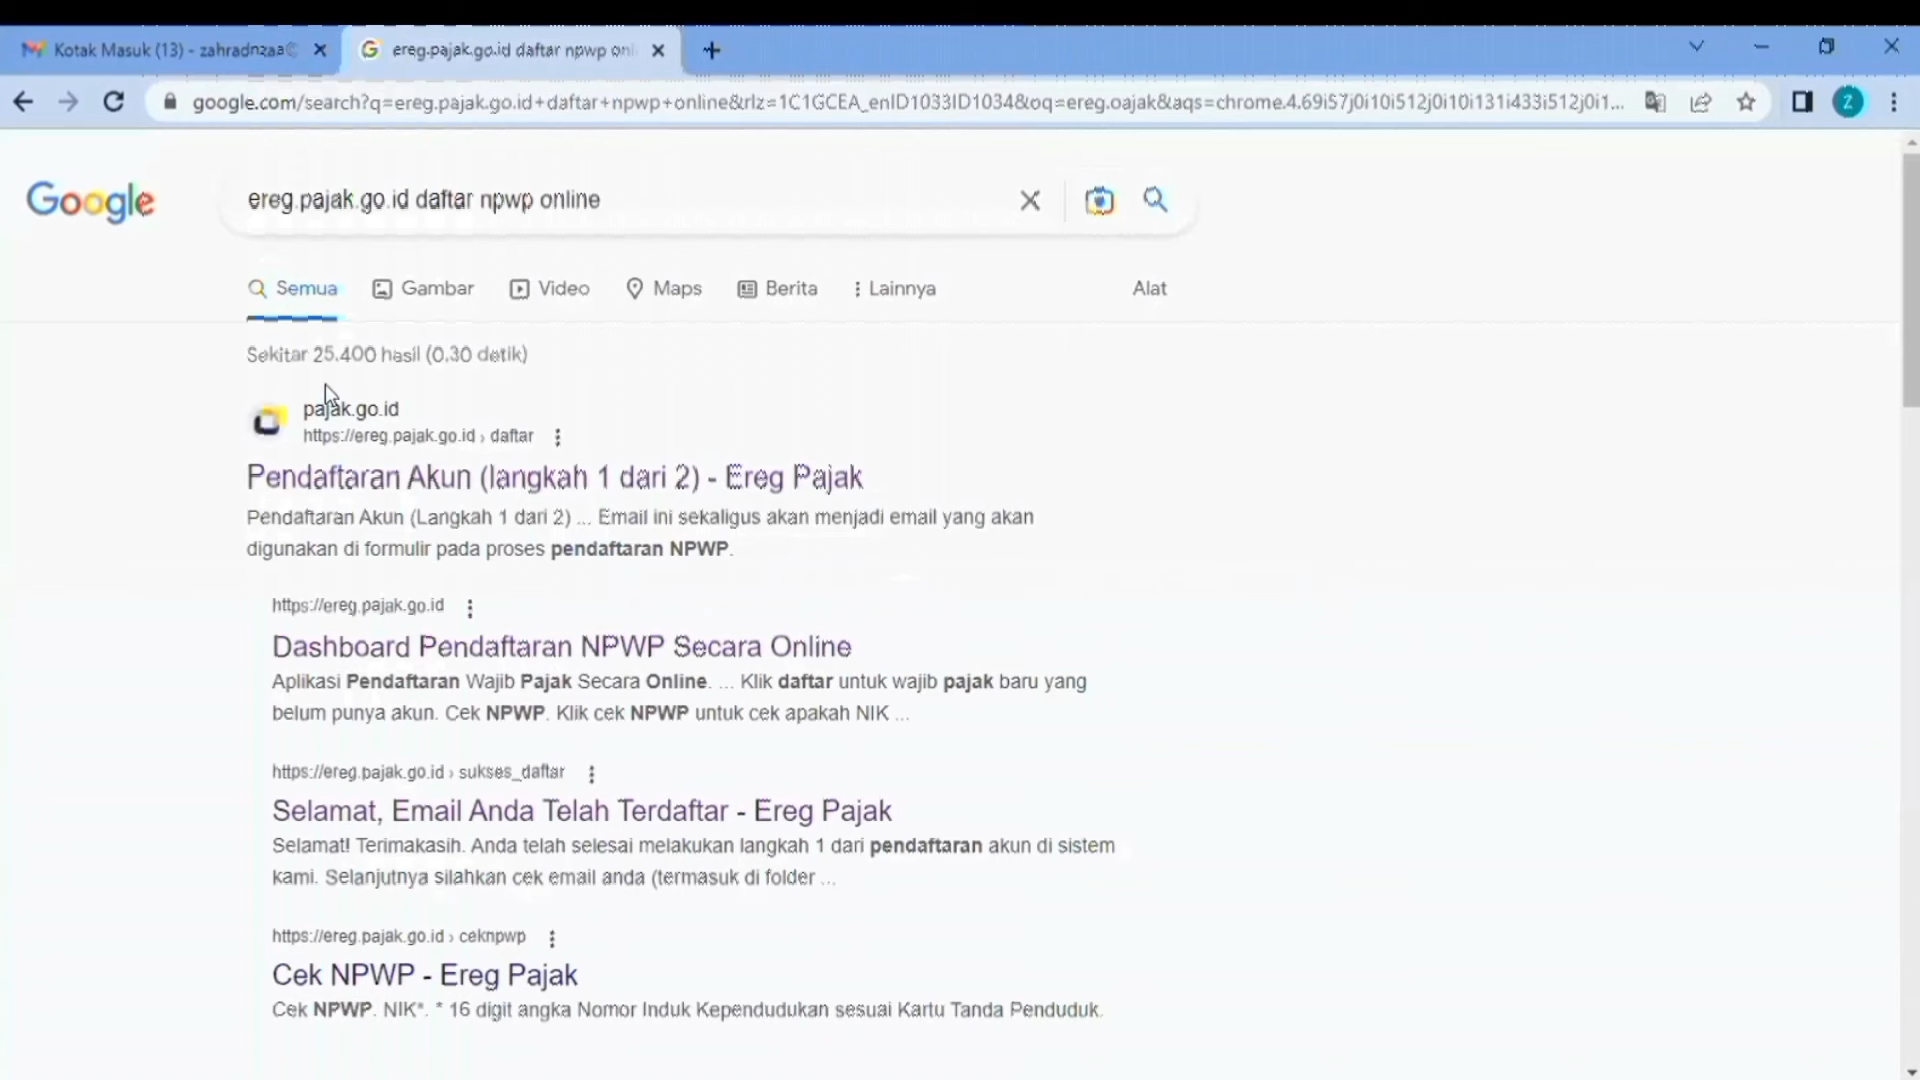 Kotak Masuk (13) - zahradnzaa@
ereg.pajak.go.id daftar npwp onl
google.com/search?q=ereg.pajak.go.id+daftar+npwp+online&rlz=1C1GCEA_enID1033ID1034&oq=ereg.oajak&aqs=chrome.4.69i57j0i10i512j0i10i131i433i512j0i1...
Z
Google
ereg.pajak.go.id daftar npwp online
Semua Gambar Video Maps Berita Lainnya Alat
Sekitar 25.400 hasil (0,30 detik)
pajak.go.id
https://ereg.pajak.go.id › daftar
Pendaftaran Akun (langkah 1 dari 2) - Ereg Pajak
Pendaftaran Akun (Langkah 1 dari 2) ... Email ini sekaligus akan menjadi email yang akan
digunakan di formulir pada proses pendaftaran NPWP.
https://ereg.pajak.go.id
Dashboard Pendaftaran NPWP Secara Online
Aplikasi Pendaftaran Wajib Pajak Secara Online. ... Klik daftar untuk wajib pajak baru yang
belum punya akun. Cek NPWP. Klik cek NPWP untuk cek apakah NIK ...
https://ereg.pajak.go.id › sukses_daftar
Selamat, Email Anda Telah Terdaftar - Ereg Pajak
Selamat! Terimakasih. Anda telah selesai melakukan langkah 1 dari pendaftaran akun di sistem
kami. Selanjutnya silahkan cek email anda (termasuk di folder ...
https://ereg.pajak.go.id › ceknpwp
Cek NPWP - Ereg Pajak
Cek NPWP. NIK*. * 16 digit angka Nomor Induk Kependudukan sesuai Kartu Tanda Penduduk.